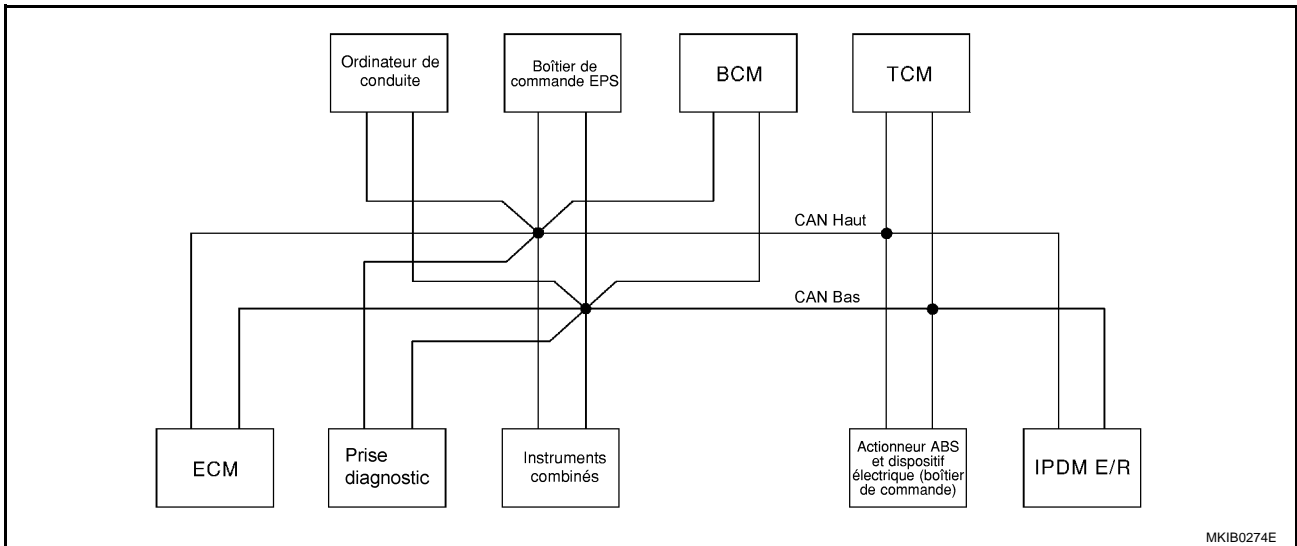 Ordinateur de
conduite
Boîtier de
commande EPS
BCM
TCM
CAN Haut
CAN Bas
ECM
Prise
diagnostic
Instruments
combinés
Actionneur ABS
et dispositif
électrique (boîtier
de commande)
IPDM E/R
MKIB0274E